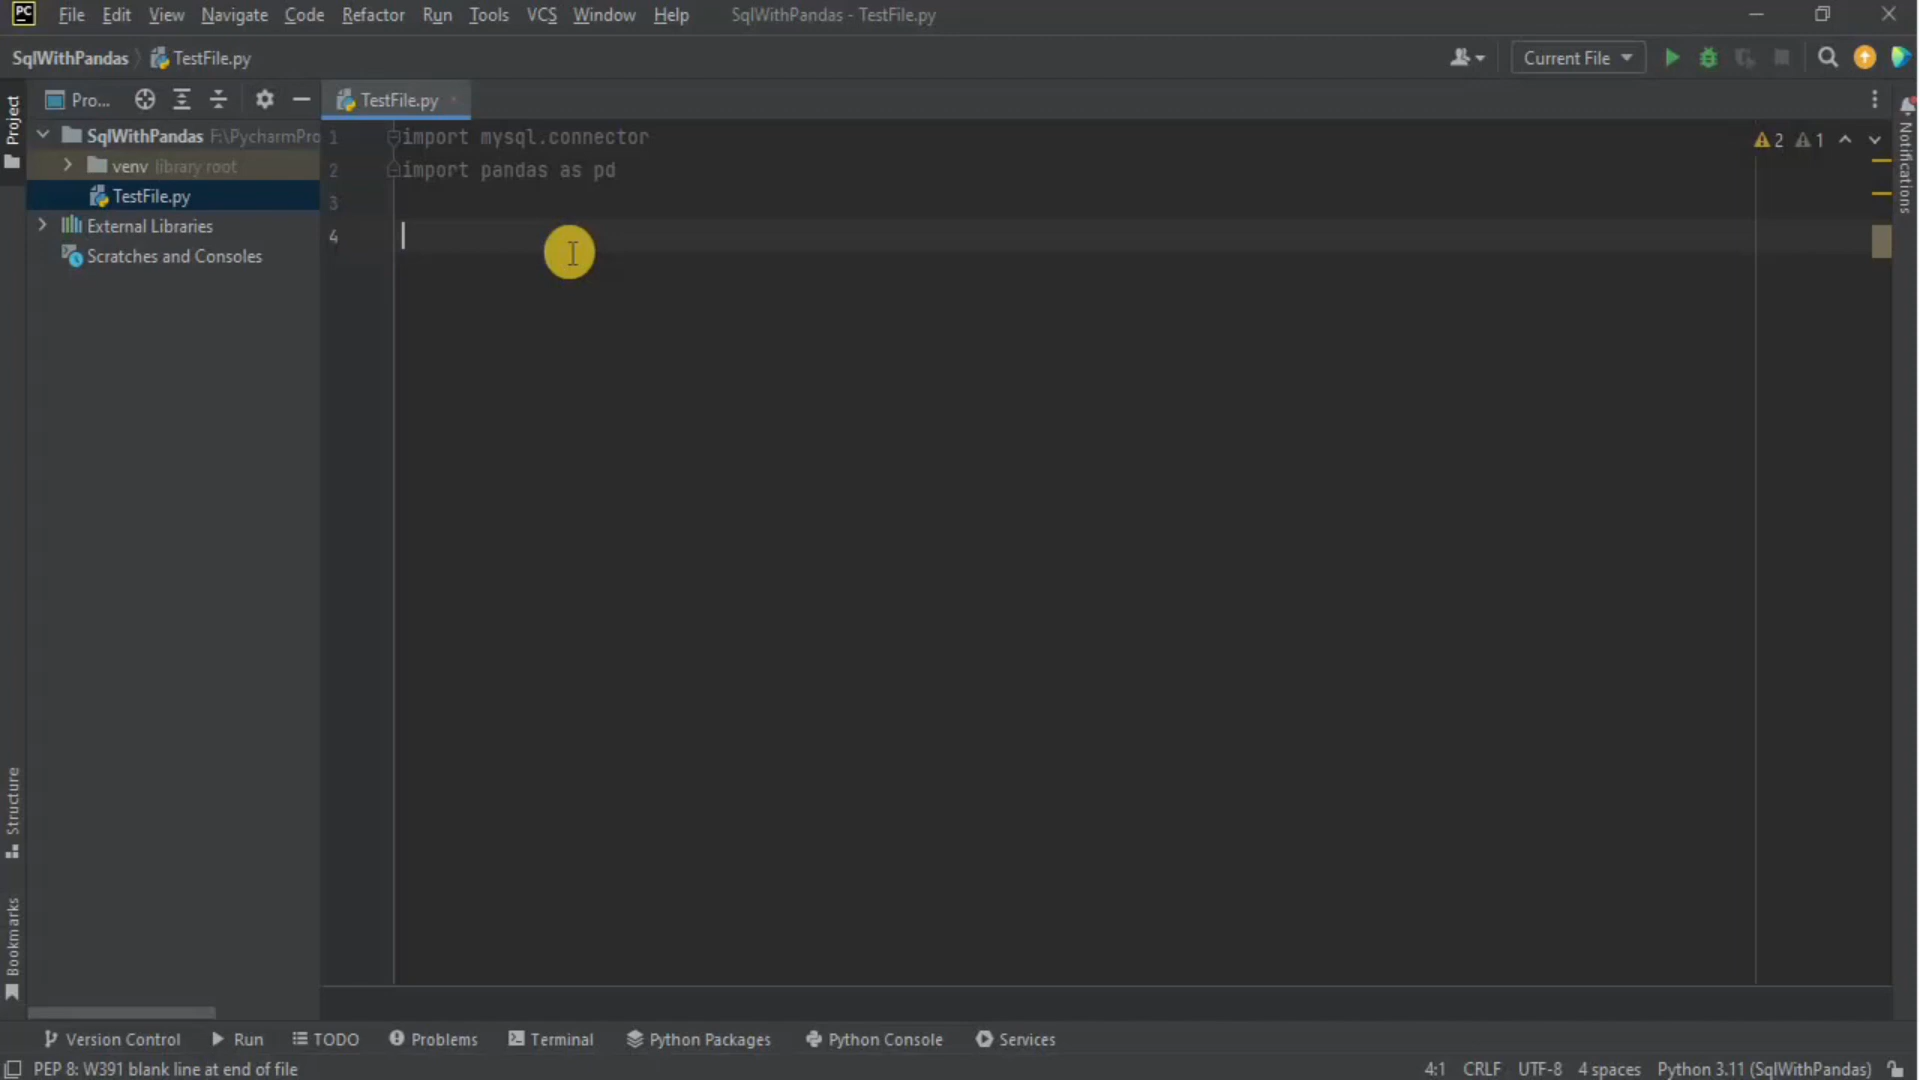 PC File Edit View Navigate Code Refactor Run Tools VCS Window Help SqlWithPandas - TestFile.py
SqlWithPandas TestFile.py Current File
Project
Pro...
TestFile.py
Notifications
SqlWithPandas F:\PycharmPro
venv library root
TestFile.py
External Libraries
Scratches and Consoles
1 import mysql.connector
2 import pandas as pd
3
4
2 1
Structure
Bookmarks
Version Control Run TODO Problems Terminal Python Packages Python Console Services
PEP 8: W391 blank line at end of file 4:1 CRLF UTF-8 4 spaces Python 3.11 (SqlWithPandas)